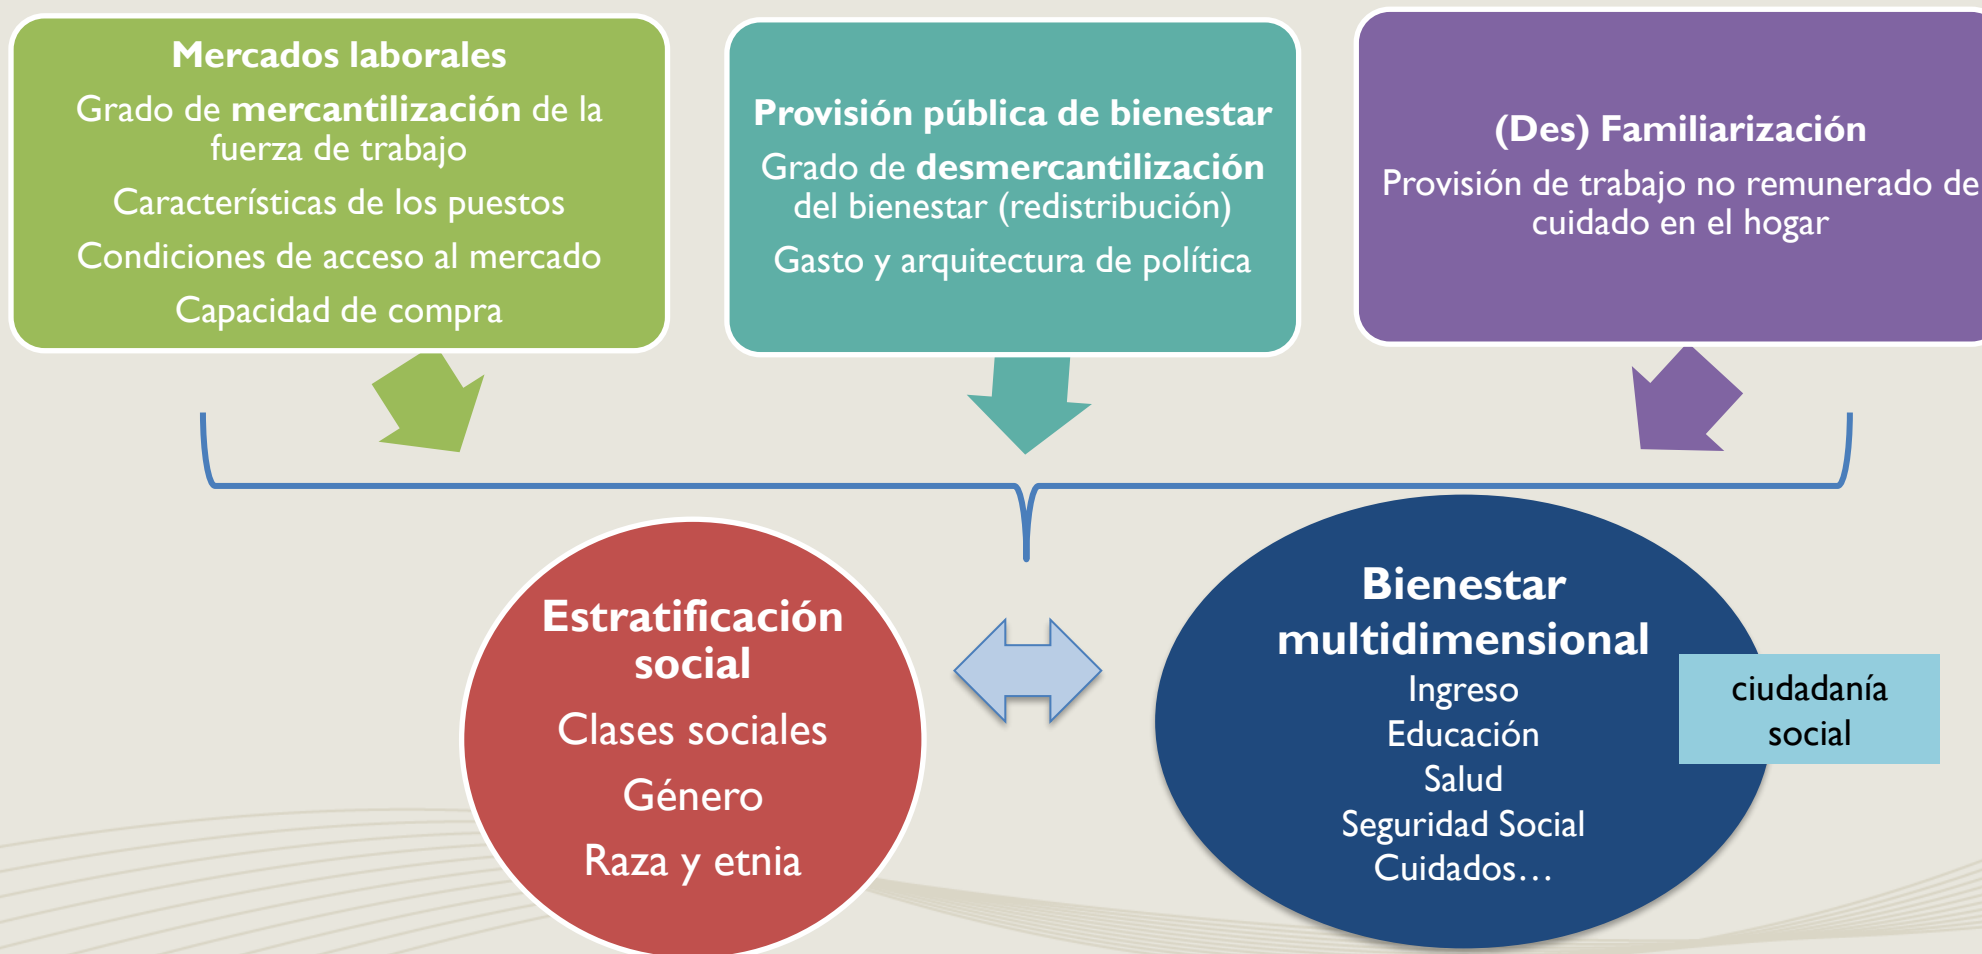 Mercados laborales
Grado de mercantilización de la
fuerza de trabajo
Características de los puestos
Condiciones de acceso al mercado
Capacidad de compra
Provisión pública de bienestar
Grado de desmercantilización
del bienestar (redistribución)
Gasto y arquitectura de política
(Des) Familiarización
Provisión de trabajo no remunerado de
cuidado en el hogar
Estratificación
social
Clases sociales
Género
Raza y etnia
Bienestar
multidimensional
Ingreso
Educación
Salud
Seguridad Social
Cuidados…
ciudadanía
social